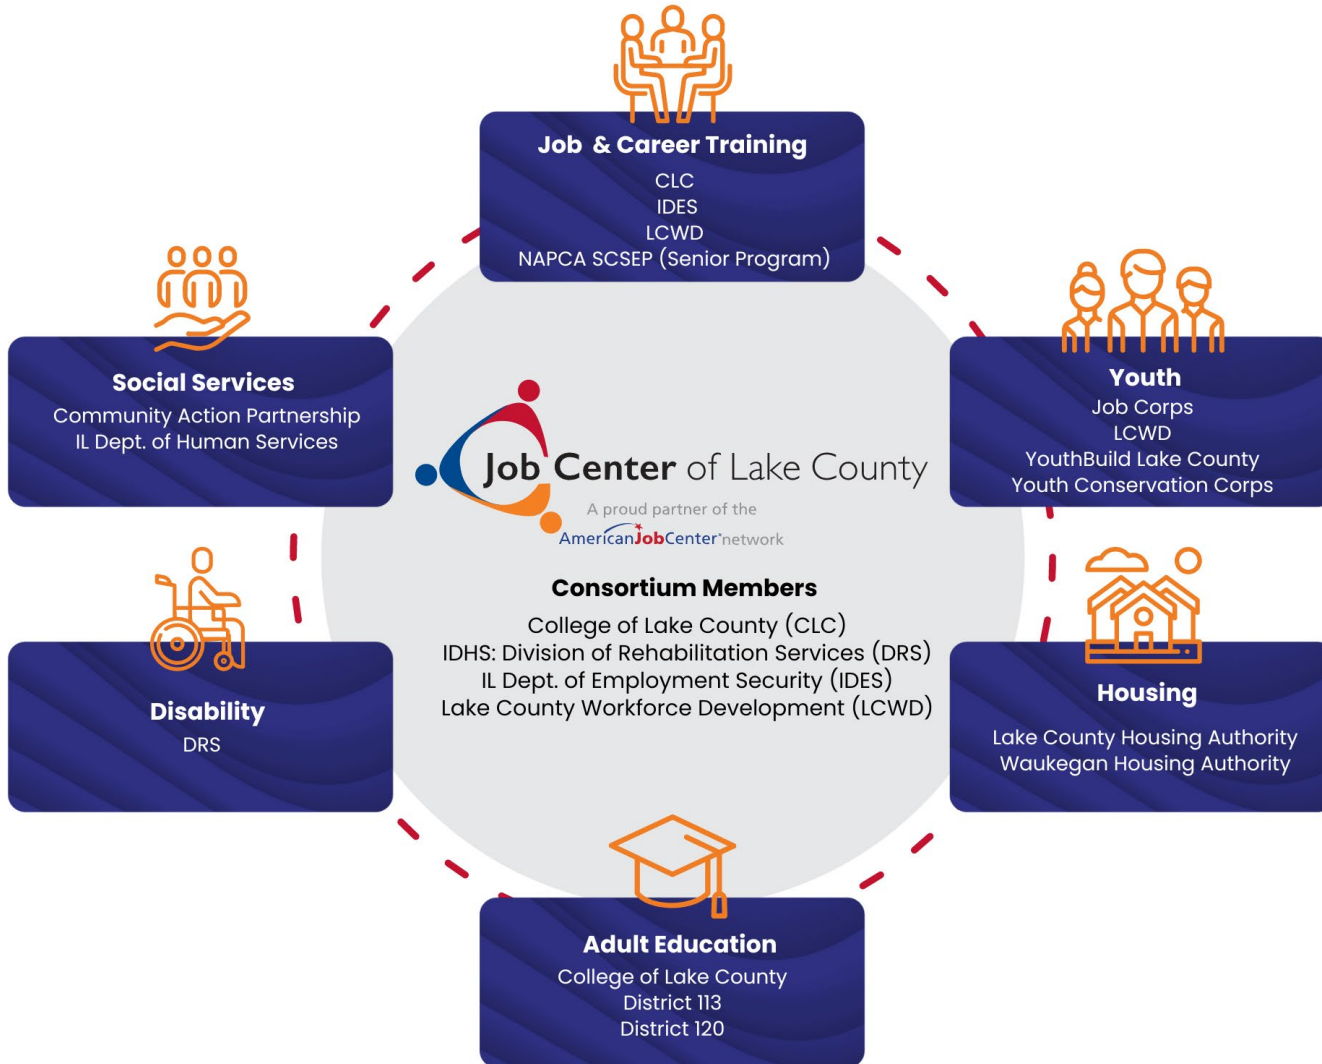 Job & Career Training
CLC
IDES
LCWD
NAPCA SCSEP (Senior Program)
Social Services
Community Action Partnership
IL Dept. of Human Services
Youth
Job Corps
LCWD
YouthBuild Lake County
Youth Conservation Corps
Job Center of Lake County
A proud partner of the
AmericanJobCenter®network
Consortium Members
College of Lake County (CLC)
IDHS: Division of Rehabilitation Services (DRS)
IL Dept. of Employment Security (IDES)
Lake County Workforce Development (LCWD)
Disability
DRS
Housing
Lake County Housing Authority
Waukegan Housing Authority
Adult Education
College of Lake County
District 113
District 120